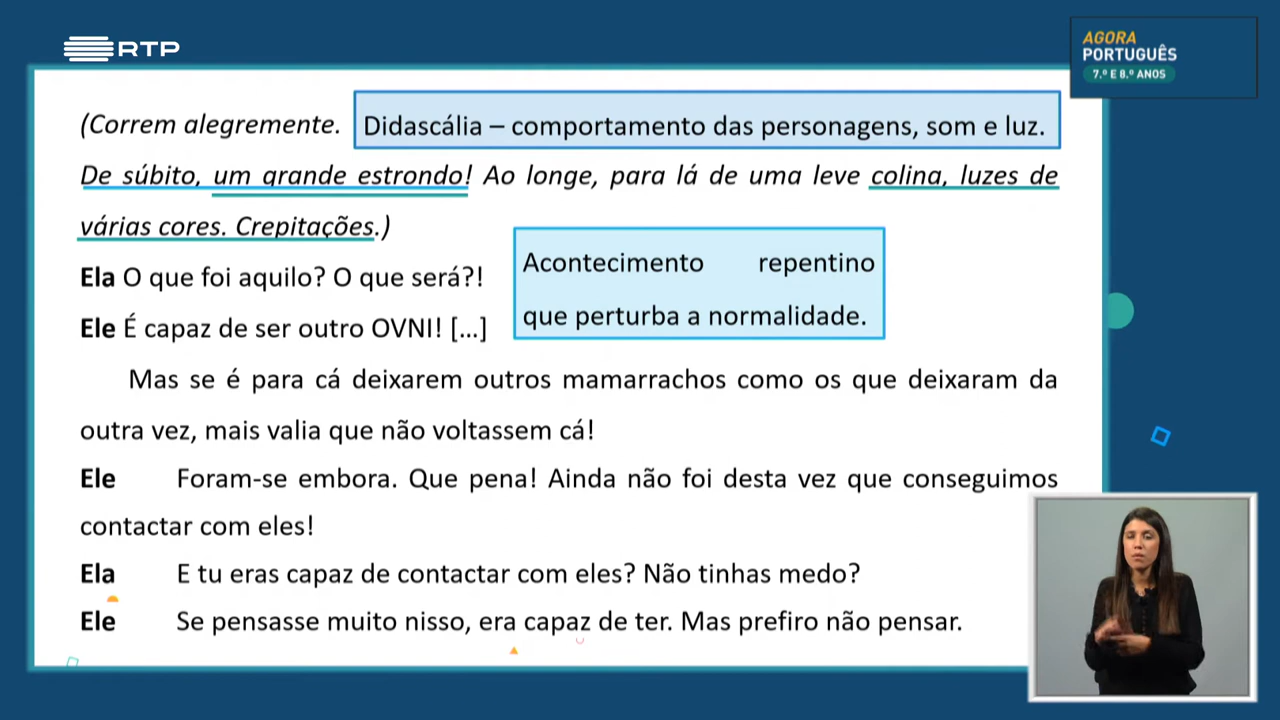 RTP
AGORA
PORTUGUÊS
7.º E 8.º ANOS
(Correm alegremente. Didascália – comportamento das personagens, som e luz.
De súbito, um grande estrondo! Ao longe, para lá de uma leve colina, luzes de
várias cores. Crepitações.)
Acontecimento repentino
que perturba a normalidade.
Ela O que foi aquilo? O que será?!
Ele É capaz de ser outro OVNI! [...]
Mas se é para cá deixarem outros mamarrachos como os que deixaram da
outra vez, mais valia que não voltassem cá!
Ele Foram-se embora. Que pena! Ainda não foi desta vez que conseguimos
contactar com eles!
Ela E tu eras capaz de contactar com eles? Não tinhas medo?
Ele Se pensasse muito nisso, era capaz de ter. Mas prefiro não pensar.